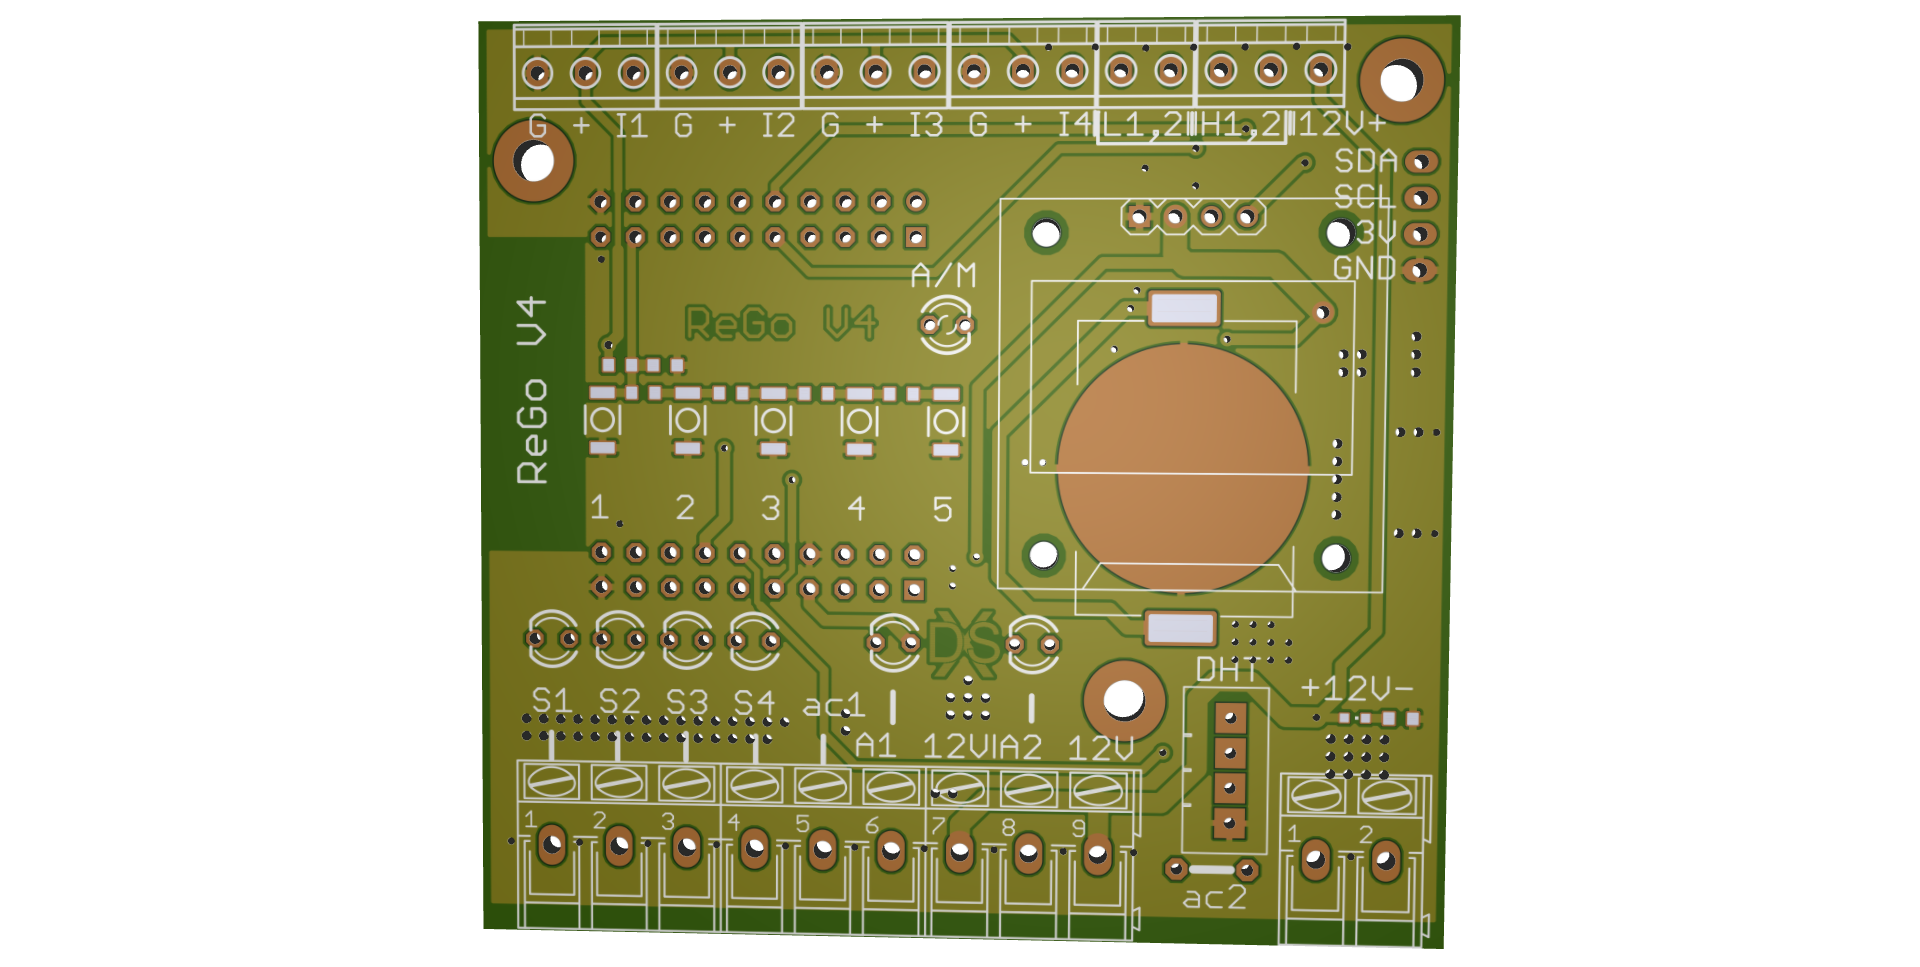 G + I1 G + I2 G + I3 G + I4 L1,2 H1,2 12V+
SDA
SCL
3V
GND
A/M
ReGo V4
ReGo V4
1 2 3 4 5
DS
DHT
S1 S2 S3 S4 ac1
+12V-
A1 12V|A2 12V
1 2 3 4 5 6 7 8 9
1 2
ac2